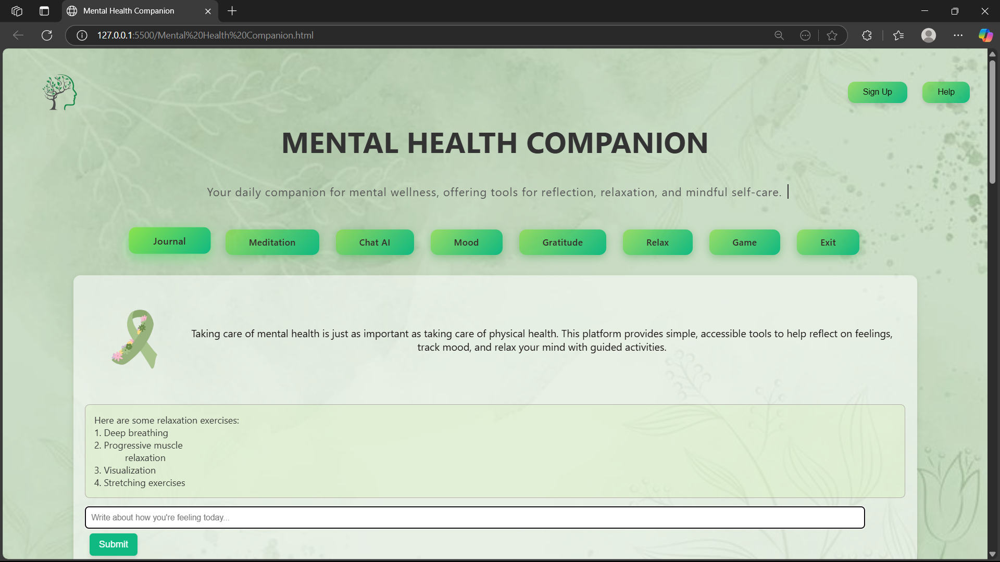 Mental Health Companion
127.0.0.1:5500/Mental%20Health%20Companion.html
Sign Up
Help
MENTAL HEALTH COMPANION
Your daily companion for mental wellness, offering tools for reflection, relaxation, and mindful self-care.
Journal
Meditation
Chat AI
Mood
Gratitude
Relax
Game
Exit
Taking care of mental health is just as important as taking care of physical health. This platform provides simple, accessible tools to help reflect on feelings,
track mood, and relax your mind with guided activities.
Here are some relaxation exercises:
1. Deep breathing
2. Progressive muscle
relaxation
3. Visualization
4. Stretching exercises
Write about how you're feeling today...
Submit